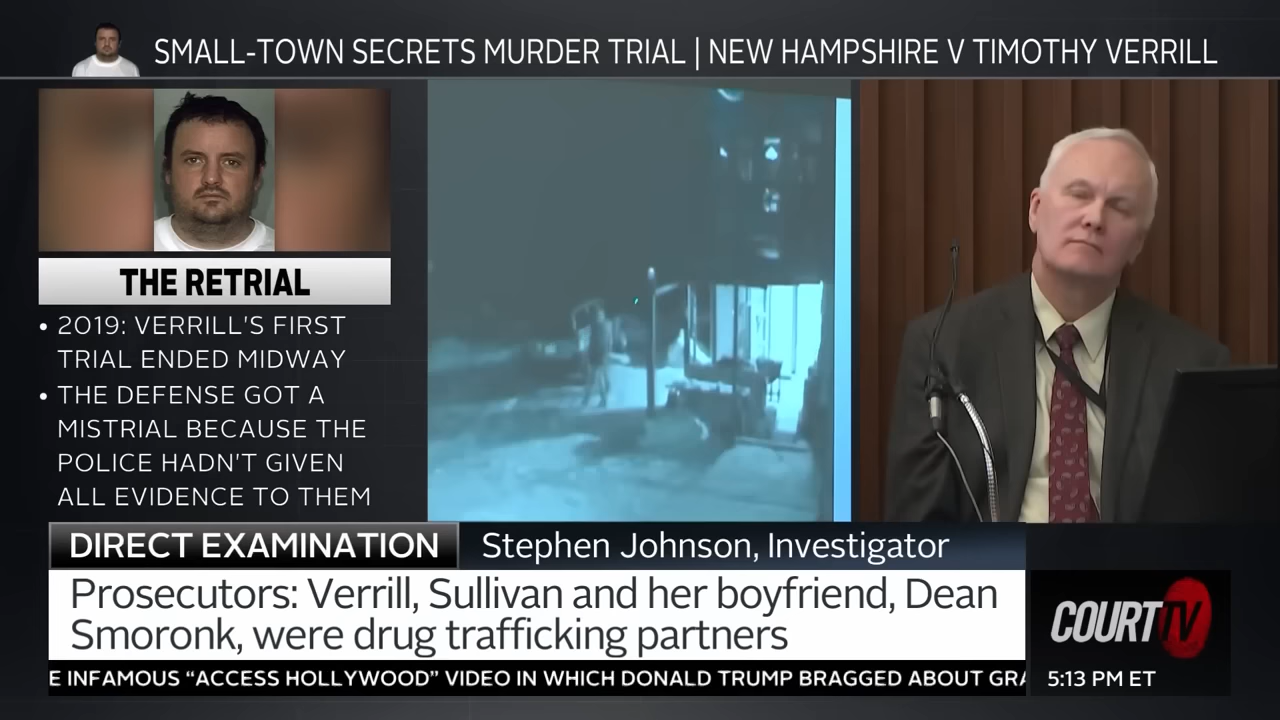 SMALL-TOWN SECRETS MURDER TRIAL | NEW HAMPSHIRE V TIMOTHY VERRILL
THE RETRIAL
• 2019: VERRILL'S FIRST
TRIAL ENDED MIDWAY
• THE DEFENSE GOT A
MISTRIAL BECAUSE THE
POLICE HADN'T GIVEN
ALL EVIDENCE TO THEM
DIRECT EXAMINATION
Stephen Johnson, Investigator
Prosecutors: Verrill, Sullivan and her boyfriend, Dean
Smoronk, were drug trafficking partners
COURT TV
E INFAMOUS “ACCESS HOLLYWOOD” VIDEO IN WHICH DONALD TRUMP BRAGGED ABOUT GRA
5:13 PM ET